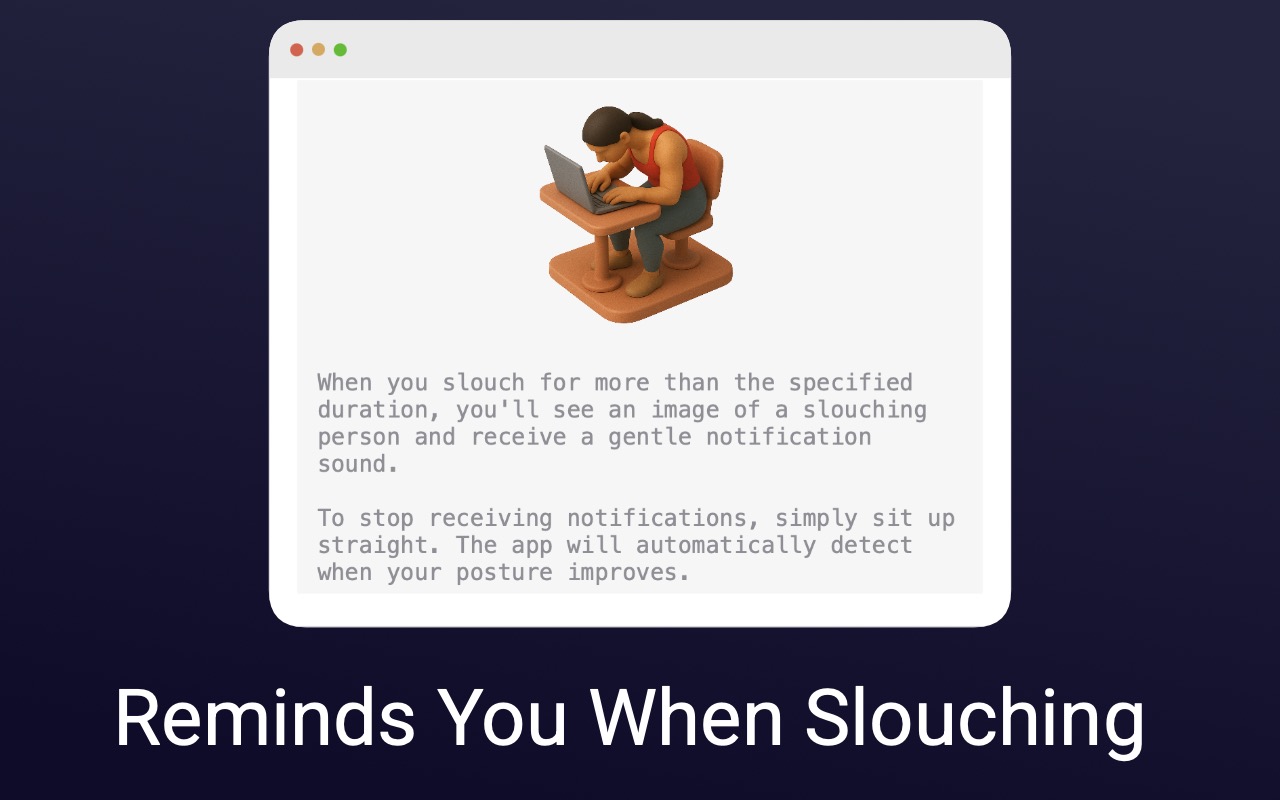 When you slouch for more than the specified
duration, you'll see an image of a slouching
person and receive a gentle notification
sound.
To stop receiving notifications, simply sit up
straight. The app will automatically detect
when your posture improves.
Reminds You When Slouching